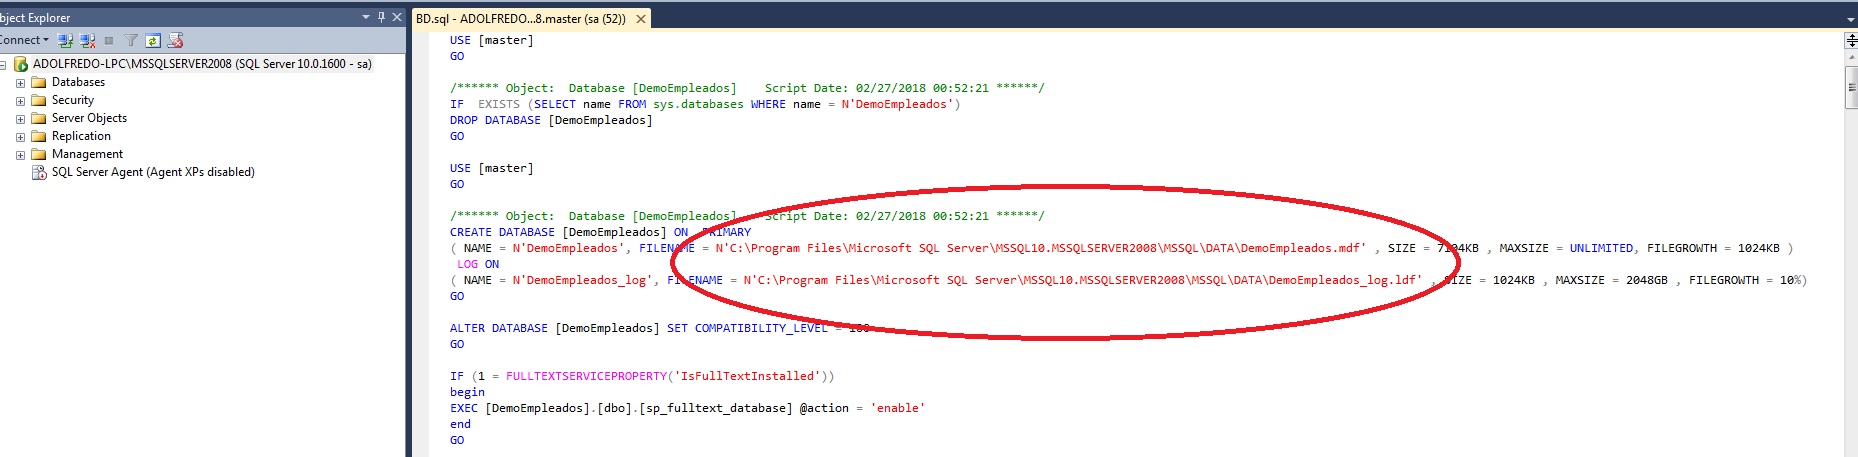 bject Explorer
onnect
ADOLFREDO-LPC\MSSQLSERVER2008 (SQL Server 10.0.1600 - sa)
Databases
Security
Server Objects
Replication
Management
SQL Server Agent (Agent XPs disabled)
BD.sql - ADOLFREDO...8.master (sa (52))
USE [master]
GO
/****** Object:  Database [DemoEmpleados]    Script Date: 02/27/2018 00:52:21 ******/
IF  EXISTS (SELECT name FROM sys.databases WHERE name = N'DemoEmpleados')
DROP DATABASE [DemoEmpleados]
GO
USE [master]
GO
/****** Object:  Database [DemoEmpleados]    Script Date: 02/27/2018 00:52:21 ******/
CREATE DATABASE [DemoEmpleados] ON  PRIMARY
( NAME = N'DemoEmpleados', FILENAME = N'C:\Program Files\Microsoft SQL Server\MSSQL10.MSSQLSERVER2008\MSSQL\DATA\DemoEmpleados.mdf' , SIZE = KB , MAXSIZE = UNLIMITED, FILEGROWTH = 1024KB )
LOG ON
( NAME = N'DemoEmpleados_log', FILENAME = N'C:\Program Files\Microsoft SQL Server\MSSQL10.MSSQLSERVER2008\MSSQL\DATA\DemoEmpleados_log.ldf' , SIZE = 1024KB , MAXSIZE = 2048GB , FILEGROWTH = 10%)
GO
ALTER DATABASE [DemoEmpleados] SET COMPATIBILITY_LEVEL = 100
GO
IF (1 = FULLTEXTSERVICEPROPERTY('IsFullTextInstalled'))
begin
EXEC [DemoEmpleados].[dbo].[sp_fulltext_database] @action = 'enable'
end
GO